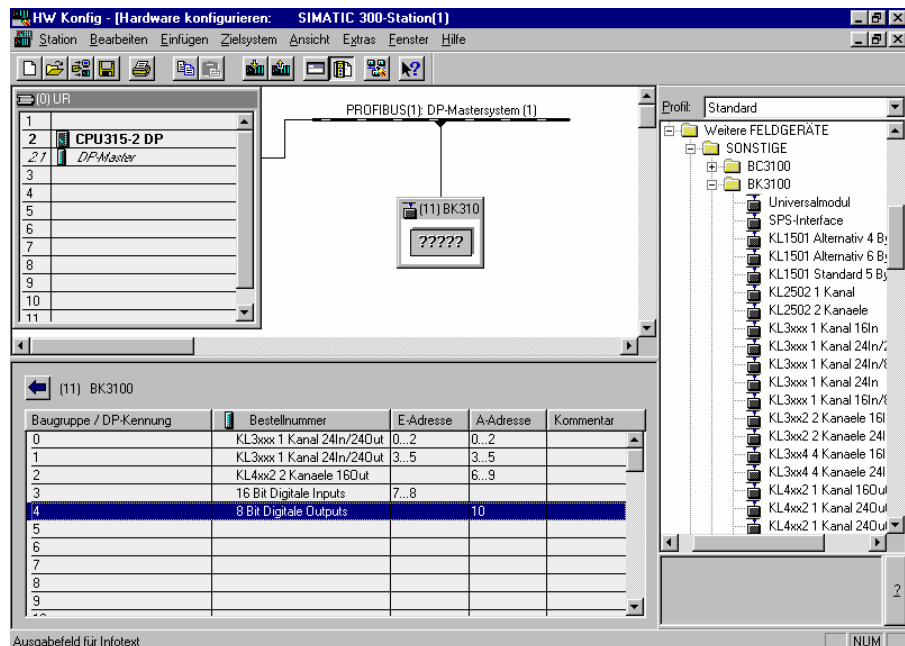 HW Konfig - [Hardware konfigurieren: SIMATIC 300-Station(1)]
Station Bearbeiten Einfügen Zielsystem Ansicht Extras Fenster Hilfe
(0) UR
1
2 CPU315-2 DP
2.1 DP-Master
3
4
5
6
7
8
9
10
11
PROFIBUS(1): DP-Mastersystem (1)
(11) BK310
?????
Profil: Standard
Weitere FELDGERÄTE
SONSTIGE
BC3100
BK3100
Universalmodul
SPS-Interface
KL1501 Alternativ 4 By
KL1501 Alternativ 6 By
KL1501 Standard 5 By
KL2502 1 Kanal
KL2502 2 Kanaele
KL3xxx 1 Kanal 16In
KL3xxx 1 Kanal 24In/2
KL3xxx 1 Kanal 24In/8
KL3xxx 1 Kanal 24In
KL3xxx 1 Kanal 16In/8
KL3xx2 2 Kanaele 16I
KL3xx2 2 Kanaele 24I
KL3xx4 4 Kanaele 16I
KL3xx4 4 Kanaele 24I
KL4xx2 1 Kanal 16Ou
KL4xx2 1 Kanal 24Ou
KL4xx2 1 Kanal 24Ou
(11) BK3100
Baugruppe / DP-Kennung Bestellnummer E-Adresse A-Adresse Kommentar
0 KL3xxx 1 Kanal 24In/24Out 0...2 0...2
1 KL3xxx 1 Kanal 24In/24Out 3...5 3...5
2 KL4xx2 2 Kanaele 16Out 6...9
3 16 Bit Digitale Inputs 7...8
4 8 Bit Digitale Outputs 10
5
6
7
8
9
?
Ausgabefeld für Infotext
NUM